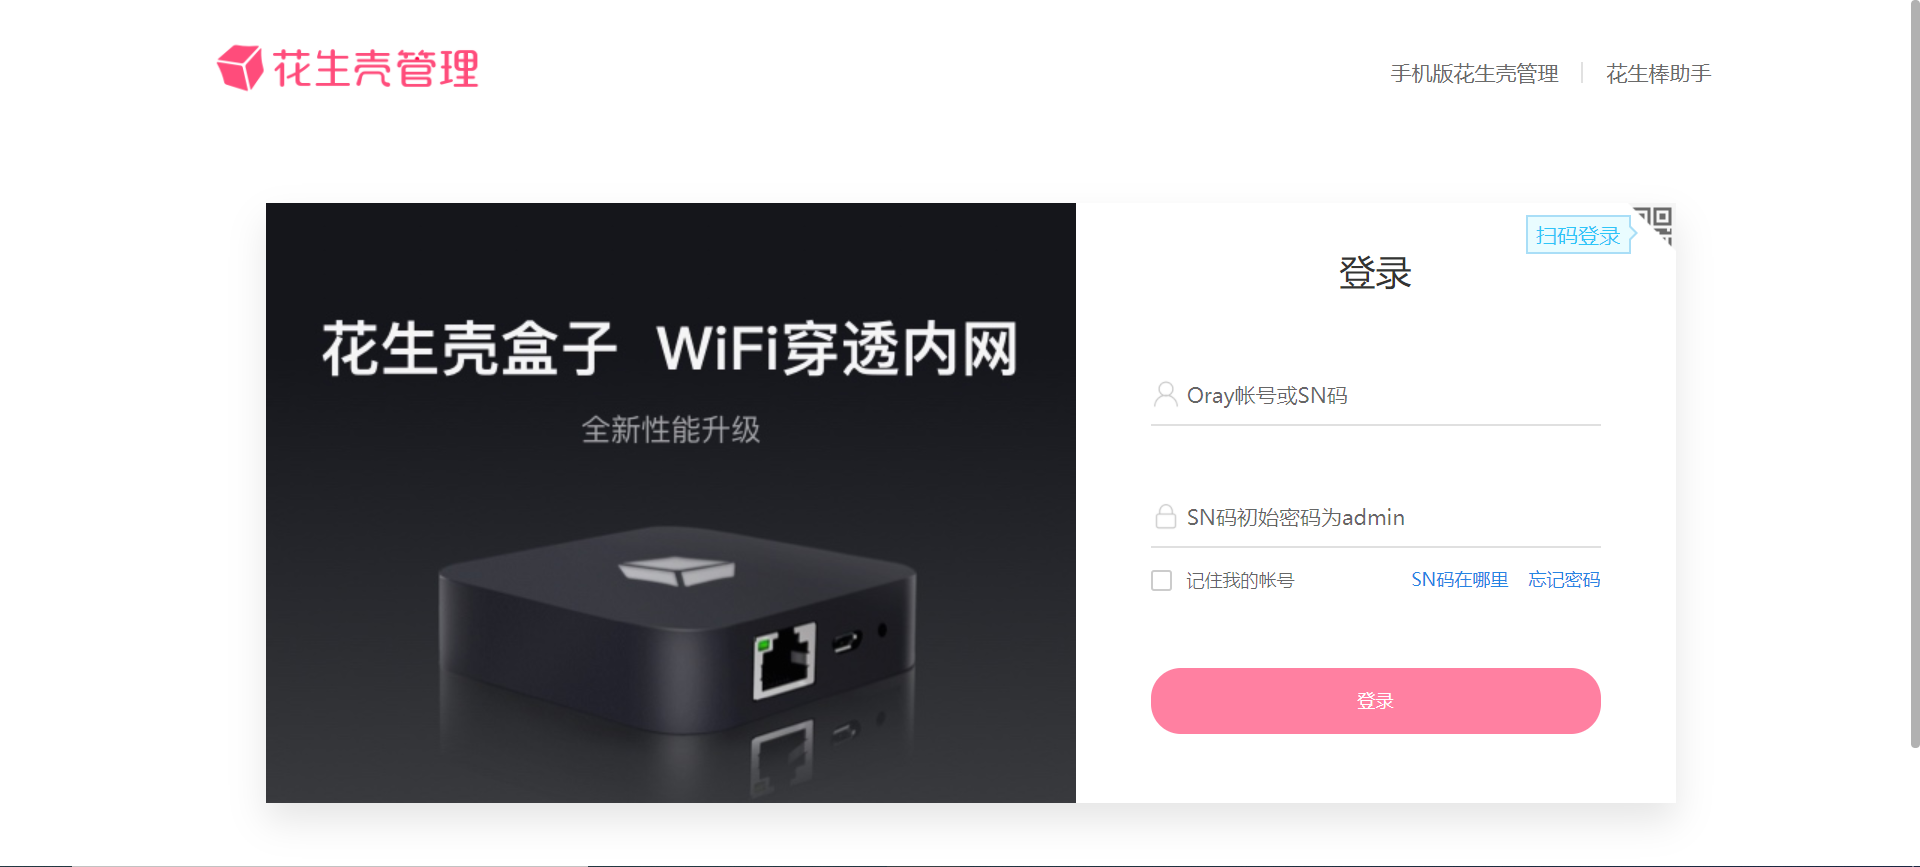 花生壳管理
手机版花生壳管理
花生棒助手
花生壳盒子 WiFi穿透内网
全新性能升级
扫码登录
登录
Oray帐号或SN码
SN码初始密码为admin
记住我的帐号
SN码在哪里
忘记密码
登录